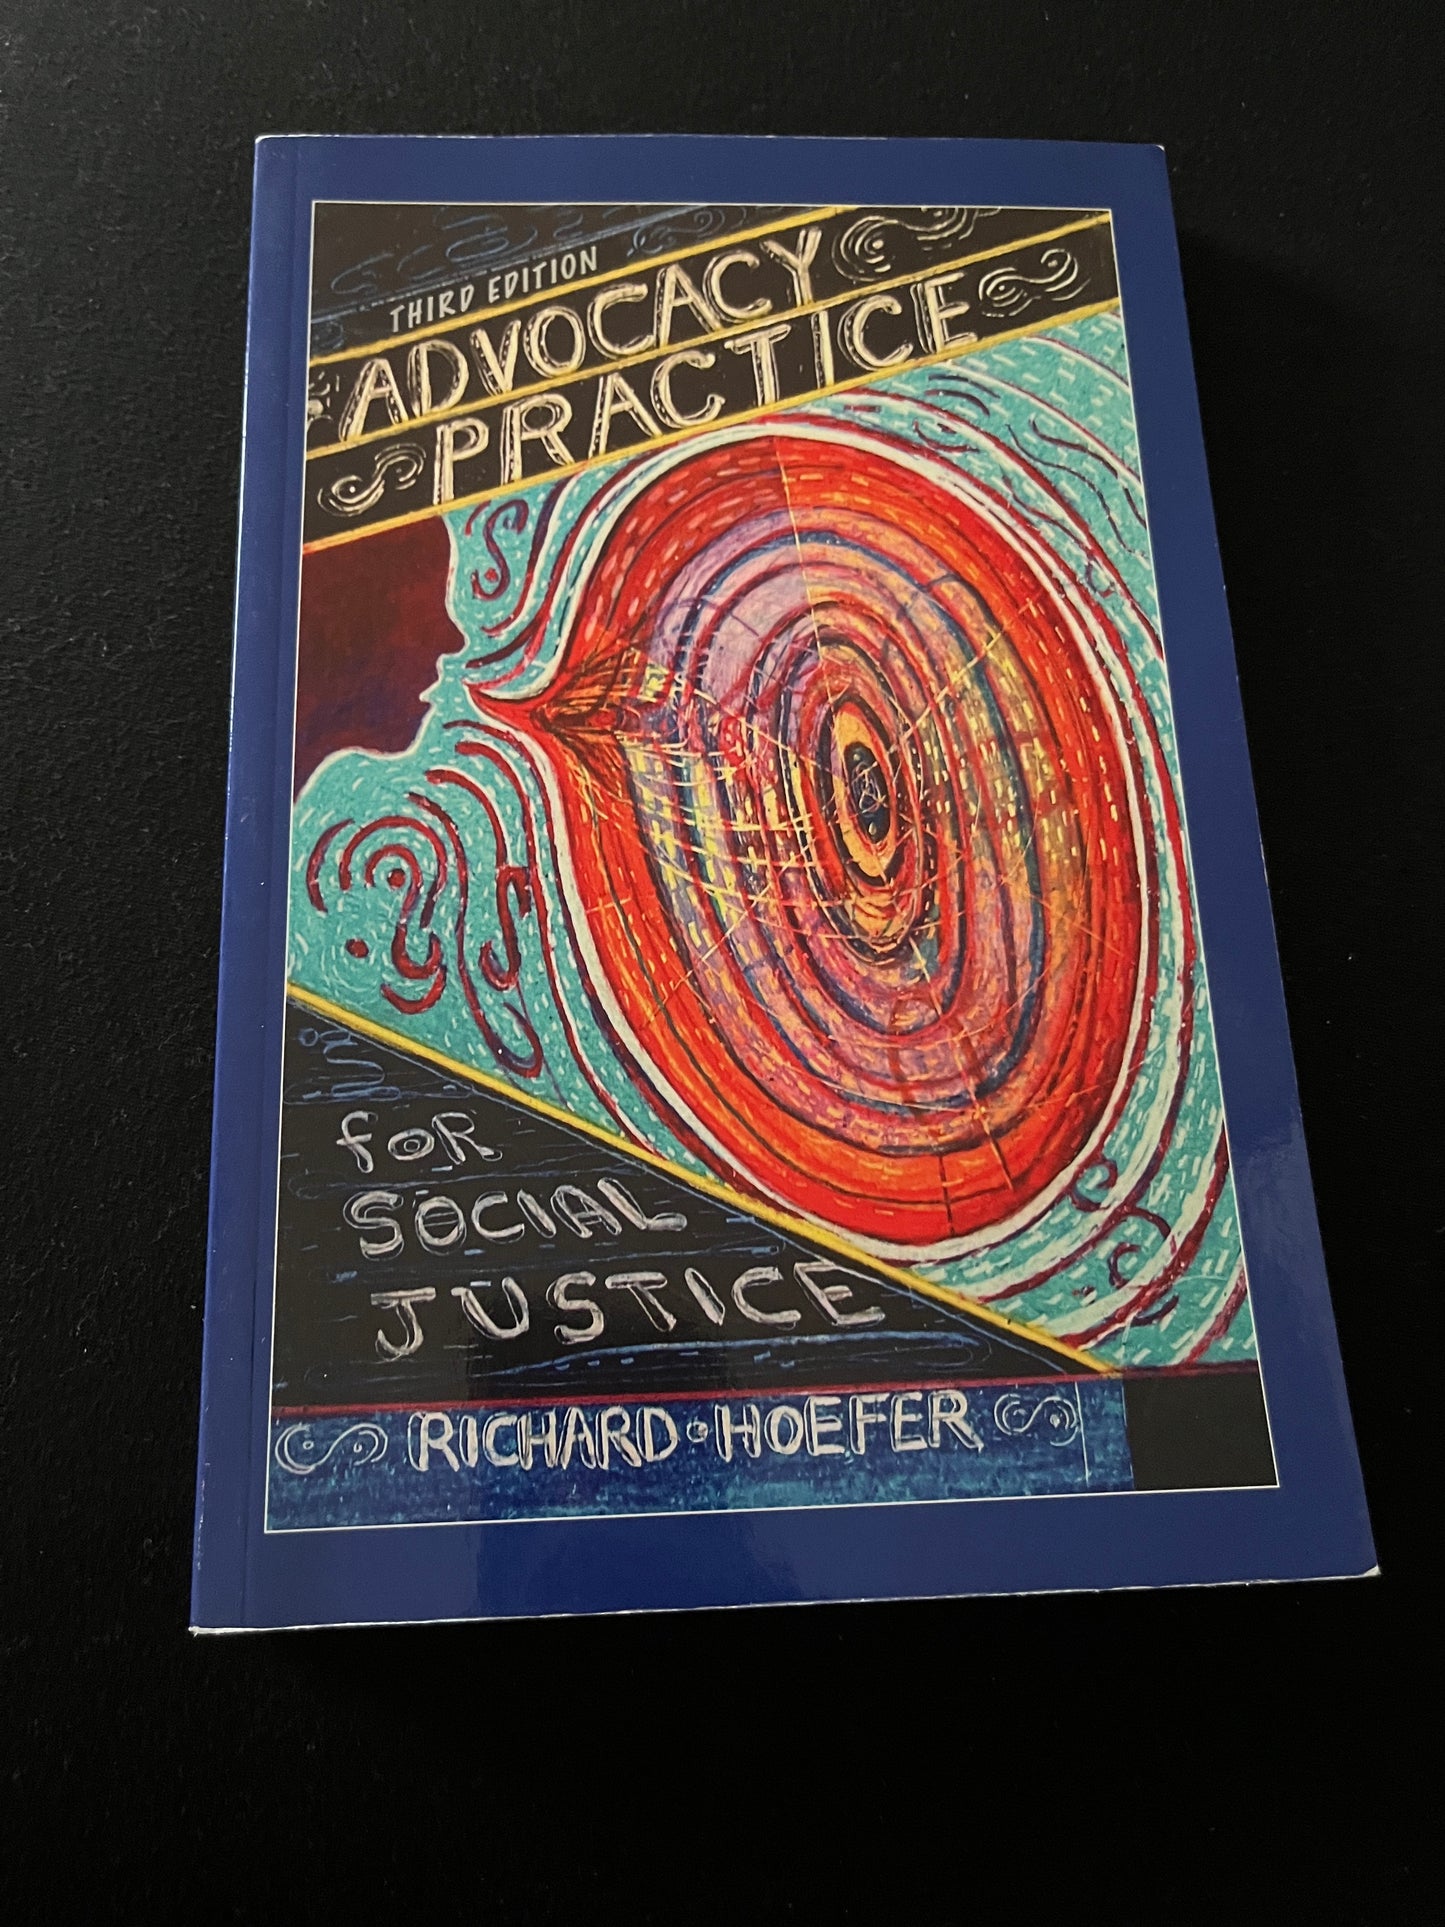 THIRD EDITION
ADVOCACY
PRACTICE
foR
SOCIAL
JUSTICE
RICHARD • HOEFER